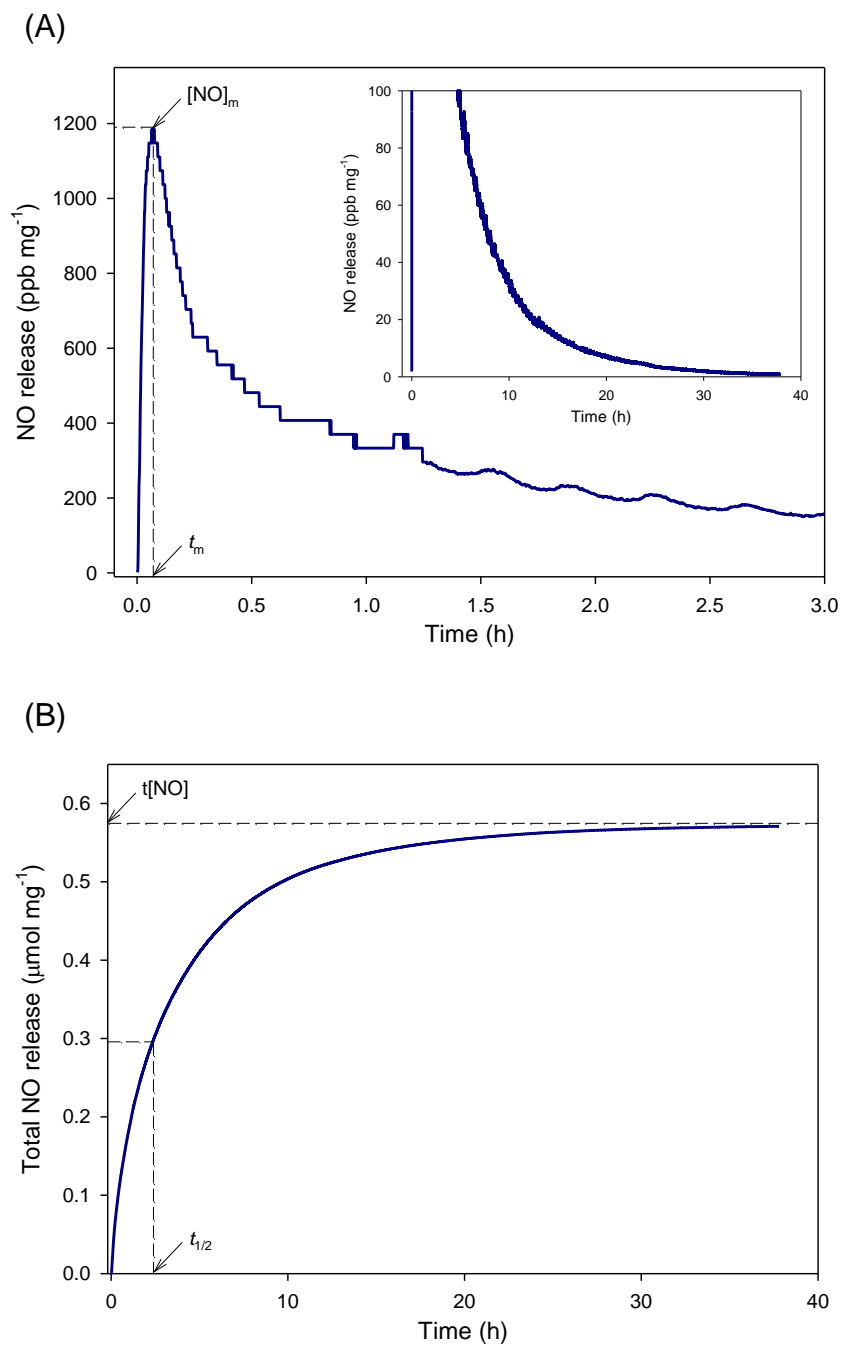 (A)
[NO]m
1200
1000
800
600
400
200
0
NO release (ppb mg-1)
tm
0.0 0.5 1.0 1.5 2.0 2.5 3.0
Time (h)
100
80
60
40
20
0
NO release (ppb mg-1)
0 10 20 30 40
Time (h)
(B)
t[NO]
0.6
0.5
0.4
0.3
0.2
0.1
0.0
Total NO release (μmol mg-1)
t1/2
0 10 20 30 40
Time (h)